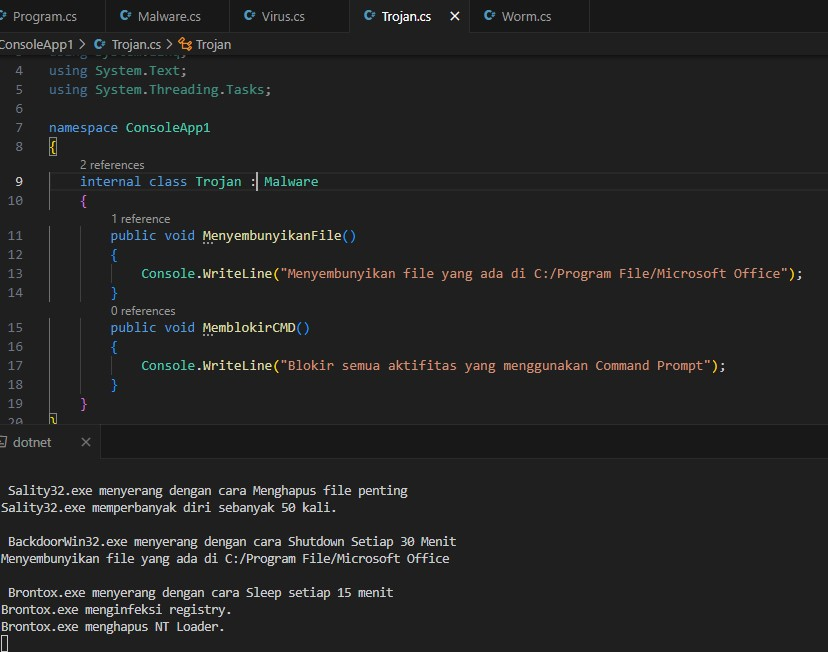 Program.cs
Malware.cs
Virus.cs
Trojan.cs
Worm.cs
ConsoleApp1 > Trojan.cs > Trojan
4 using System.Text;
5 using System.Threading.Tasks;
6
7 namespace ConsoleApp1
8 {
2 references
9 internal class Trojan : Malware
10 {
1 reference
11 public void MenyembunyikanFile()
12 {
13 Console.WriteLine("Menyembunyikan file yang ada di C:/Program File/Microsoft Office");
14 }
0 references
15 public void MemblokirCMD()
16 {
17 Console.WriteLine("Blokir semua aktifitas yang menggunakan Command Prompt");
18 }
19 }
20 }
dotnet
Sality32.exe menyerang dengan cara Menghapus file penting
Sality32.exe memperbanyak diri sebanyak 50 kali.
BackdoorWin32.exe menyerang dengan cara Shutdown Setiap 30 Menit
Menyembunyikan file yang ada di C:/Program File/Microsoft Office
Brontox.exe menyerang dengan cara Sleep setiap 15 menit
Brontox.exe menginfeksi registry.
Brontox.exe menghapus NT Loader.